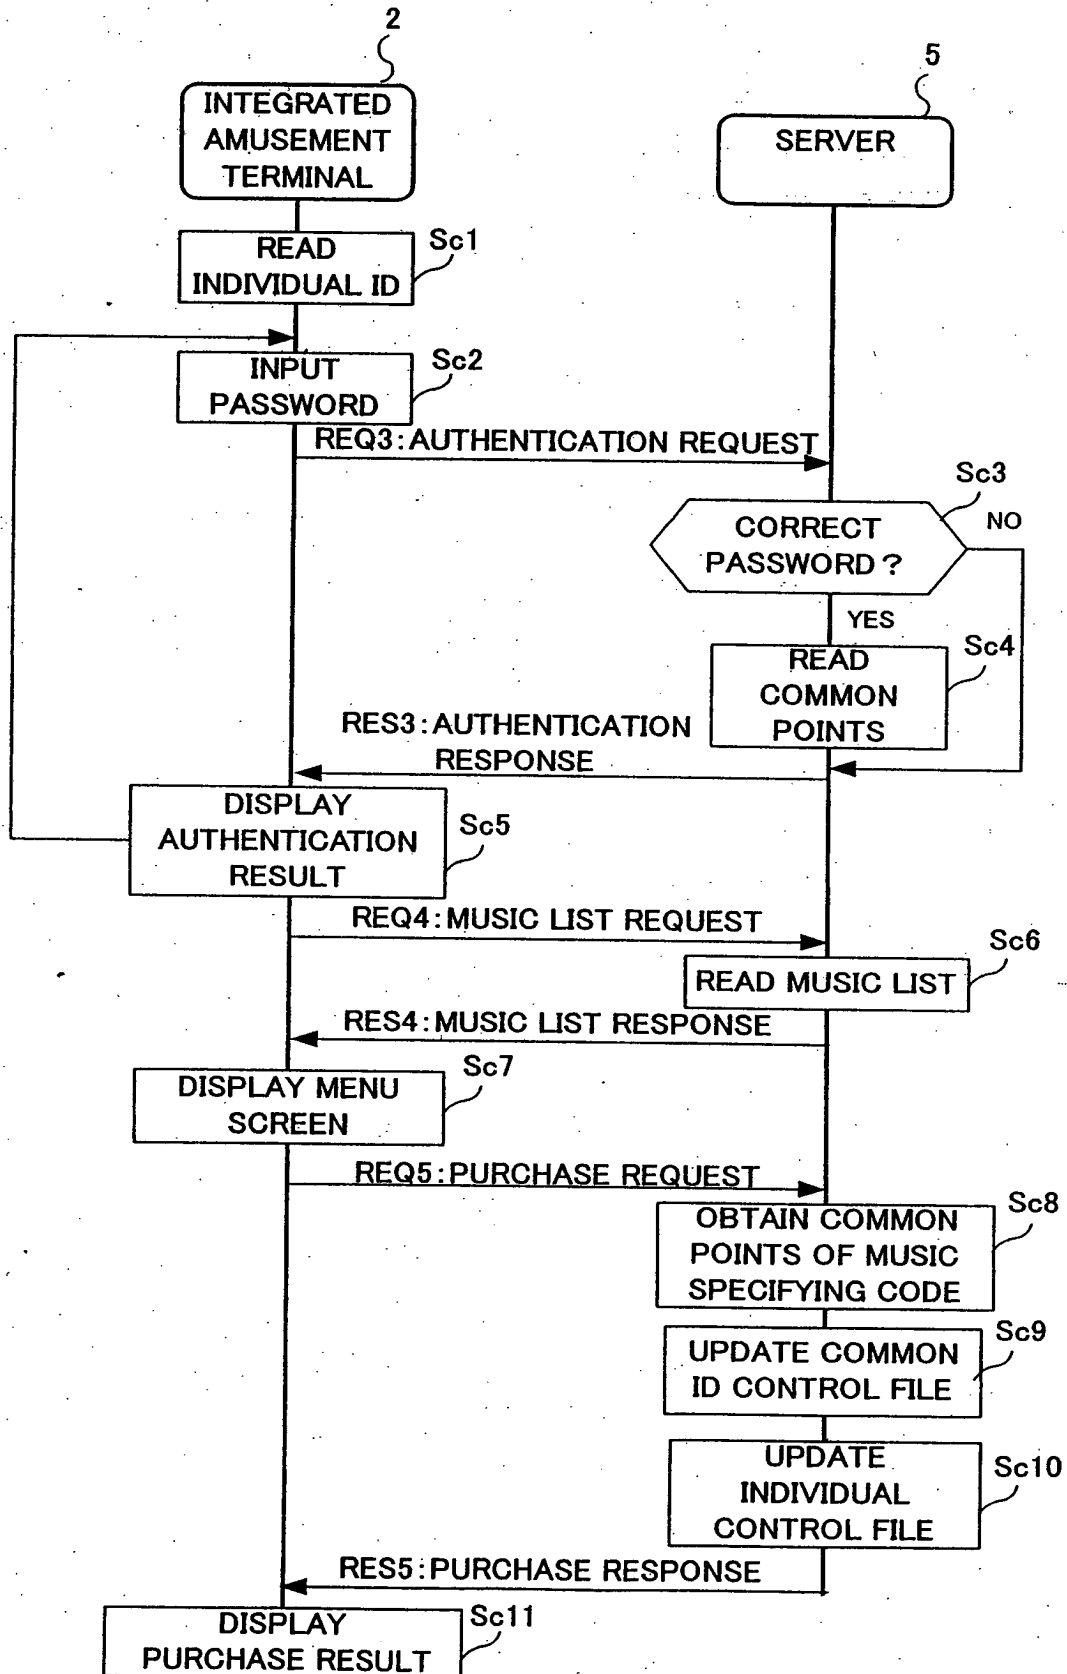 2
INTEGRATED
AMUSEMENT
TERMINAL
5
SERVER
READ
INDIVIDUAL ID
Sc1
INPUT
PASSWORD
Sc2
REQ3:AUTHENTICATION REQUEST
Sc3
CORRECT
PASSWORD?
NO
YES
READ
COMMON
POINTS
Sc4
RES3:AUTHENTICATION
RESPONSE
DISPLAY
AUTHENTICATION
RESULT
Sc5
REQ4:MUSIC LIST REQUEST
READ MUSIC LIST
Sc6
RES4:MUSIC LIST RESPONSE
DISPLAY MENU
SCREEN
Sc7
REQ5:PURCHASE REQUEST
OBTAIN COMMON
POINTS OF MUSIC
SPECIFYING CODE
Sc8
UPDATE COMMON
ID CONTROL FILE
Sc9
UPDATE
INDIVIDUAL
CONTROL FILE
Sc10
RES5:PURCHASE RESPONSE
DISPLAY
PURCHASE RESULT
Sc11